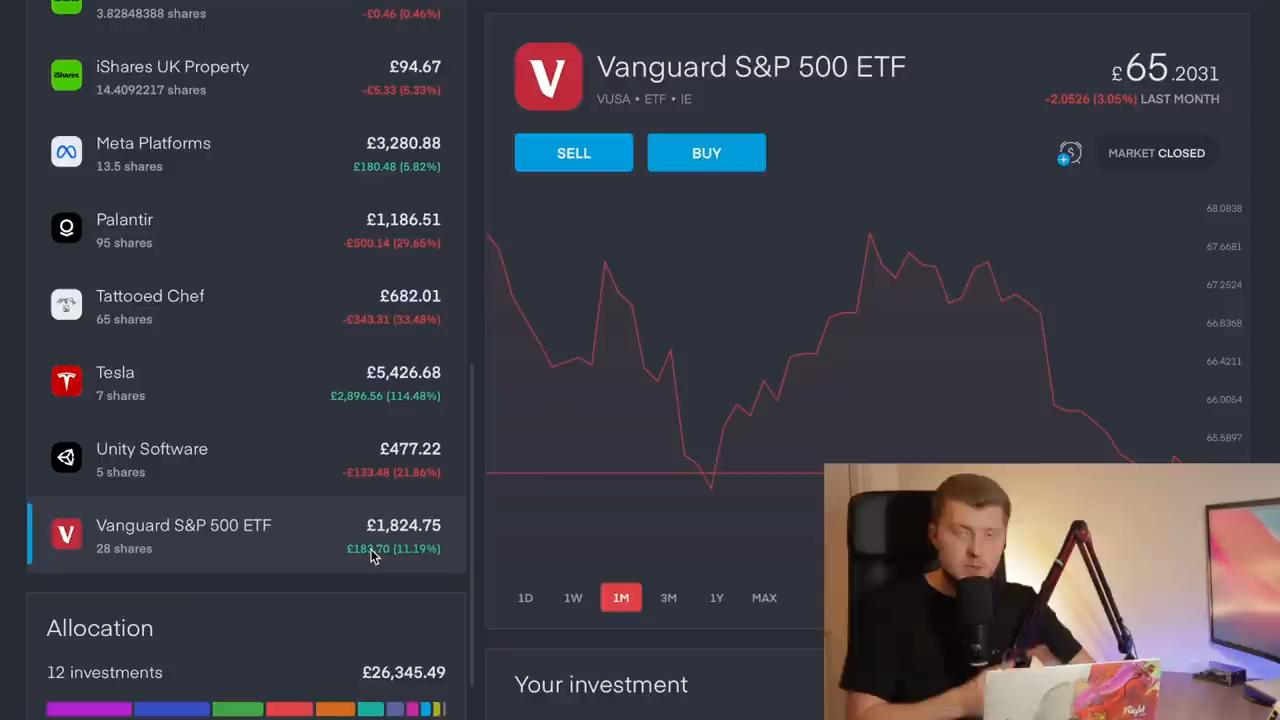 3.82848388 shares
-£0.46 (0.46%)
iShares
iShares UK Property
£94.67
14.4092217 shares
-£5.33 (5.33%)
Meta Platforms
£3,280.88
13.5 shares
£180.48 (5.82%)
Palantir
£1,186.51
95 shares
-£500.14 (29.65%)
Tattooed Chef
£682.01
65 shares
-£343.31 (33.48%)
Tesla
£5,426.68
7 shares
£2,896.56 (114.48%)
Unity Software
£477.22
5 shares
-£133.48 (21.86%)
V
Vanguard S&P 500 ETF
£1,824.75
28 shares
£183.70 (11.19%)
Allocation
12 investments
£26,345.49
V
Vanguard S&P 500 ETF
VUSA • ETF • IE
£65.2031
-2.0526 (3.05%) LAST MONTH
SELL
BUY
MARKET CLOSED
68.0838
67.6681
67.2524
66.8368
66.4211
66.0054
65.5897
1D
1W
1M
3M
1Y
MAX
Your investment